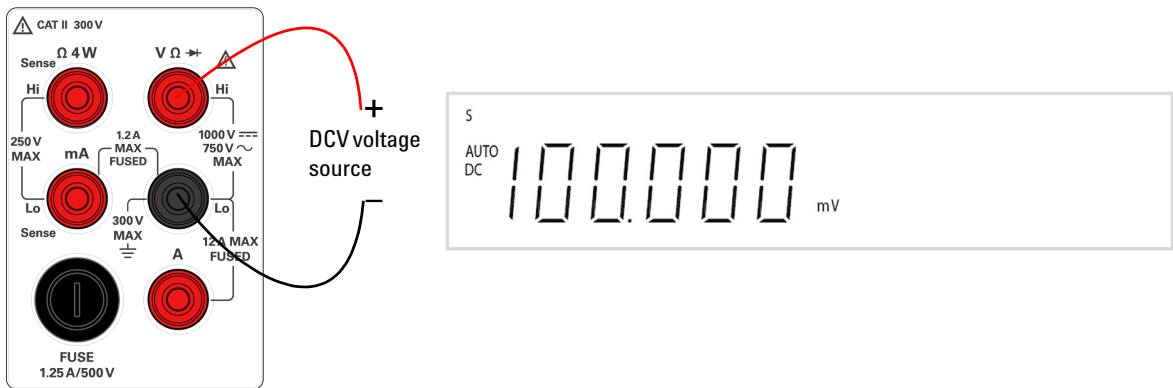 ⚠ CAT II 300 V
Ω 4 W
Sense
Hi
V Ω
Hi
250 V
MAX
mA
1.2 A
MAX
FUSED
1000 V ⎓
750 V ∼
MAX
Lo
Sense
300 V
MAX
Lo
12 A MAX
FUSED
A
FUSE
1.25 A/500 V
+
DCV voltage
source
–
S
AUTO
DC
100.000 mV